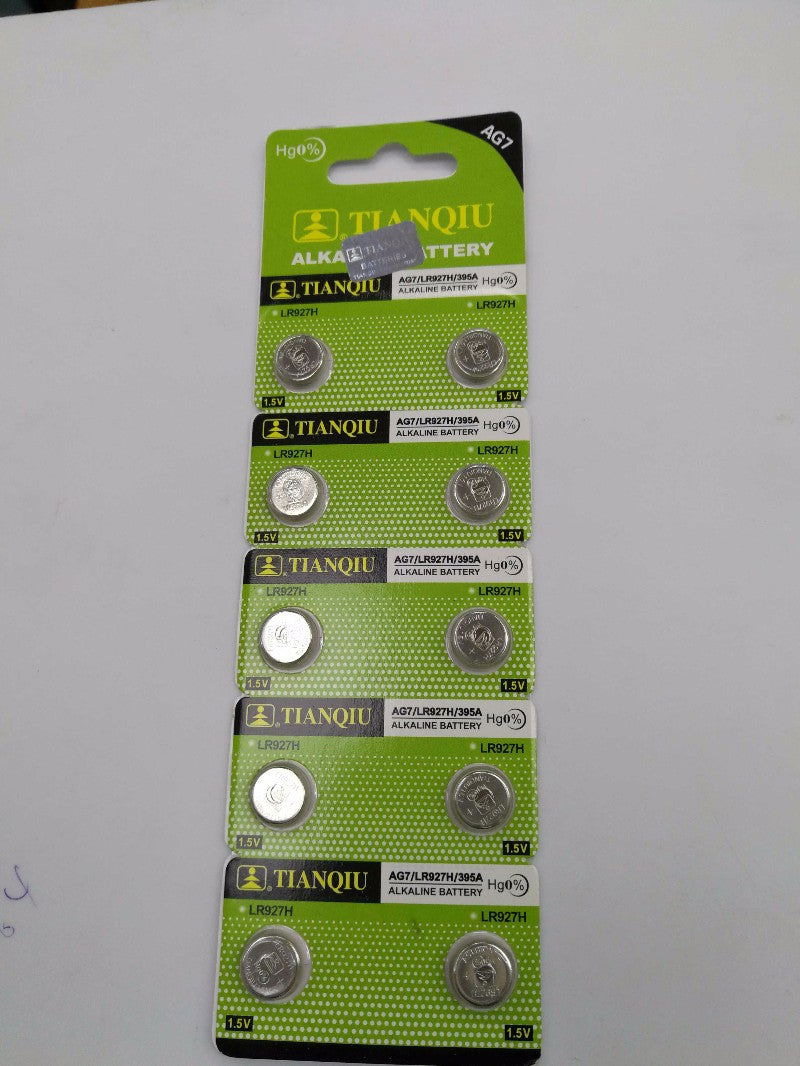 Hg0%
AG7
TIANQIU
ALKA TTERY
TIANQIU
BATTERIES
TIANQIU
AG7/LR927H/395A
ALKALINE BATTERY
Hg0%
LR927H
LR927H
1.5V
1.5V
TIANQIU
AG7/LR927H/395A
ALKALINE BATTERY
Hg0%
LR927H
LR927H
1.5V
1.5V
TIANQIU
AG7/LR927H/395A
ALKALINE BATTERY
Hg0%
LR927H
LR927H
1.5V
1.5V
TIANQIU
AG7/LR927H/395A
ALKALINE BATTERY
Hg0%
LR927H
LR927H
1.5V
1.5V
TIANQIU
AG7/LR927H/395A
ALKALINE BATTERY
Hg0%
LR927H
LR927H
1.5V
1.5V